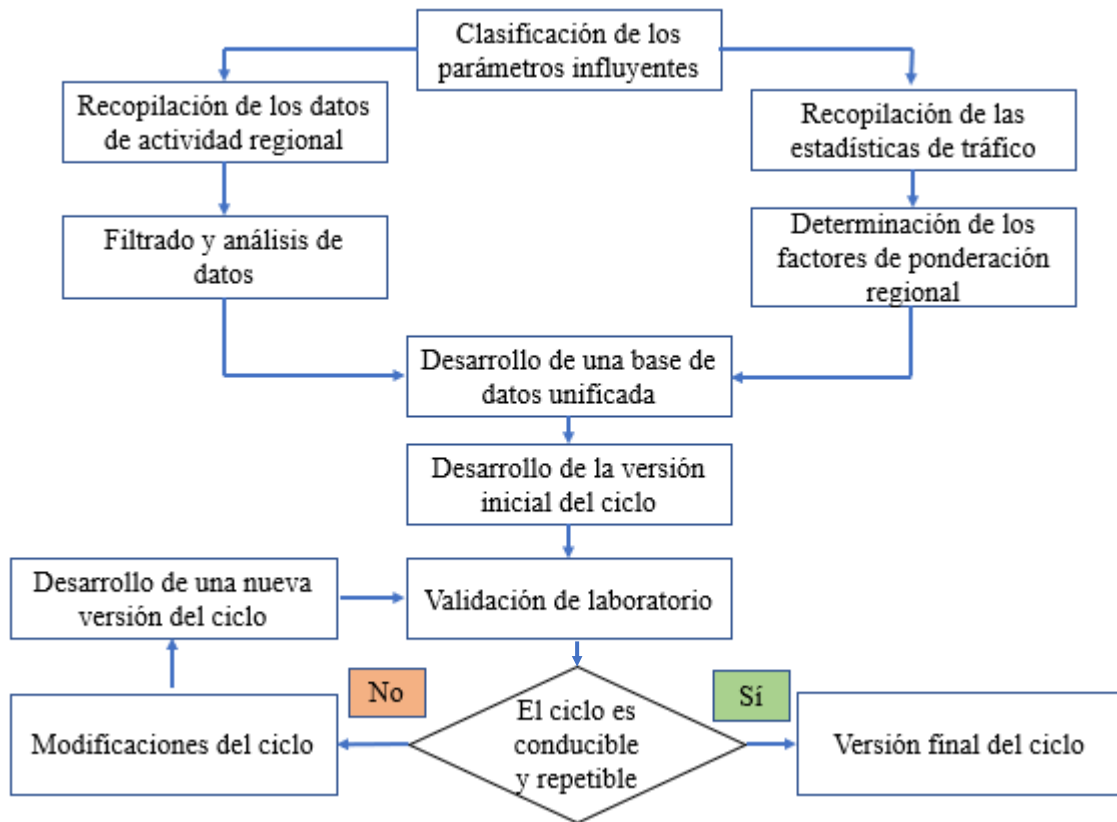 Clasificación de los
parámetros influyentes
Recopilación de los datos
de actividad regional
Recopilación de las
estadísticas de tráfico
Filtrado y análisis de
datos
Determinación de los
factores de ponderación
regional
Desarrollo de una base de
datos unificada
Desarrollo de la versión
inicial del ciclo
Desarrollo de una nueva
versión del ciclo
Validación de laboratorio
No
Sí
Modificaciones del ciclo
El ciclo es
conducible
y repetible
Versión final del ciclo